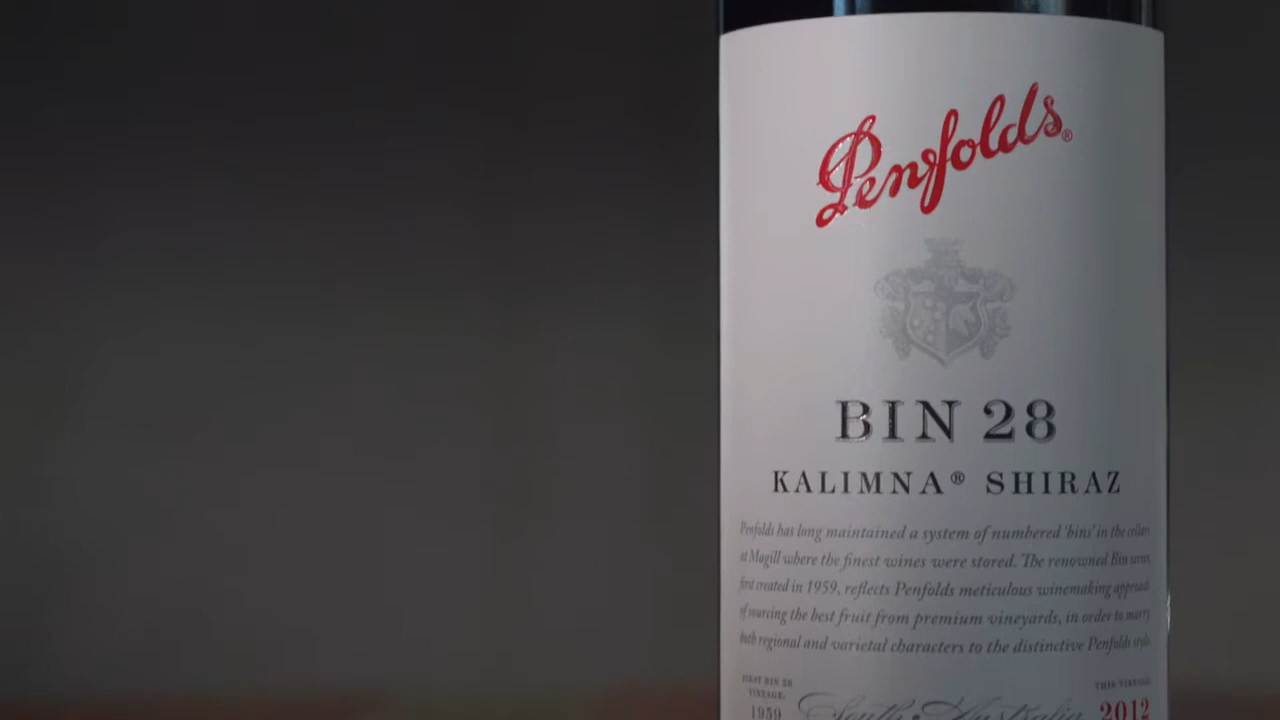 Penfolds®
BIN 28
KALIMNA® SHIRAZ
Penfolds has long maintained a system of numbered 'bins' in the cellars
at Magill where the finest wines were stored. The renowned Bin series,
first created in 1959, reflects Penfolds meticulous winemaking approach
of sourcing the best fruit from premium vineyards, in order to marry
both regional and varietal characters to the distinctive Penfolds style.
FIRST BIN 28
VINTAGE:
1959
South Australia
THIS VINTAGE:
2012